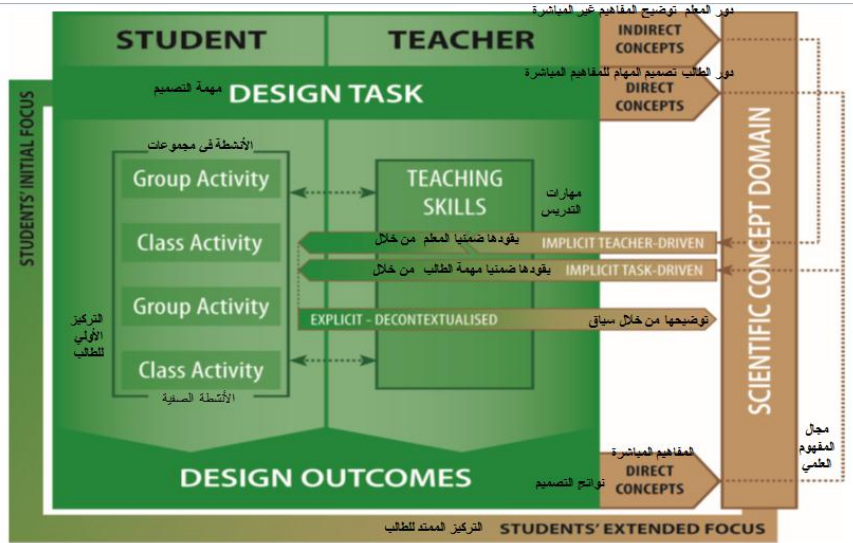 دور المعلم توضيح المفاهيم غير المباشرة
STUDENT
TEACHER
INDIRECT
CONCEPTS
دور الطالب تصميم المهام للمفاهيم المباشرة
مهمة التصميم
DESIGN TASK
DIRECT
CONCEPTS
STUDENTS' INITIAL FOCUS
الأنشطة في مجموعات
Group Activity
Class Activity
Group Activity
Class Activity
الأنشطة الصفية
التركيز
الأولي
للطالب
TEACHING
SKILLS
مهارات
التدريس
يقودها ضمنيا المعلم من خلال
IMPLICIT TEACHER-DRIVEN
يقودها ضمنيا مهمة الطالب من خلال
IMPLICIT TASK-DRIVEN
EXPLICIT - DECONTEXTUALISED
توضيحها من خلال سياق
SCIENTIFIC CONCEPT DOMAIN
مجال
المفهوم
العلمي
DESIGN OUTCOMES
نواتج التصميم
المفاهيم المباشرة
DIRECT
CONCEPTS
التركيز الممتد للطالب
STUDENTS' EXTENDED FOCUS